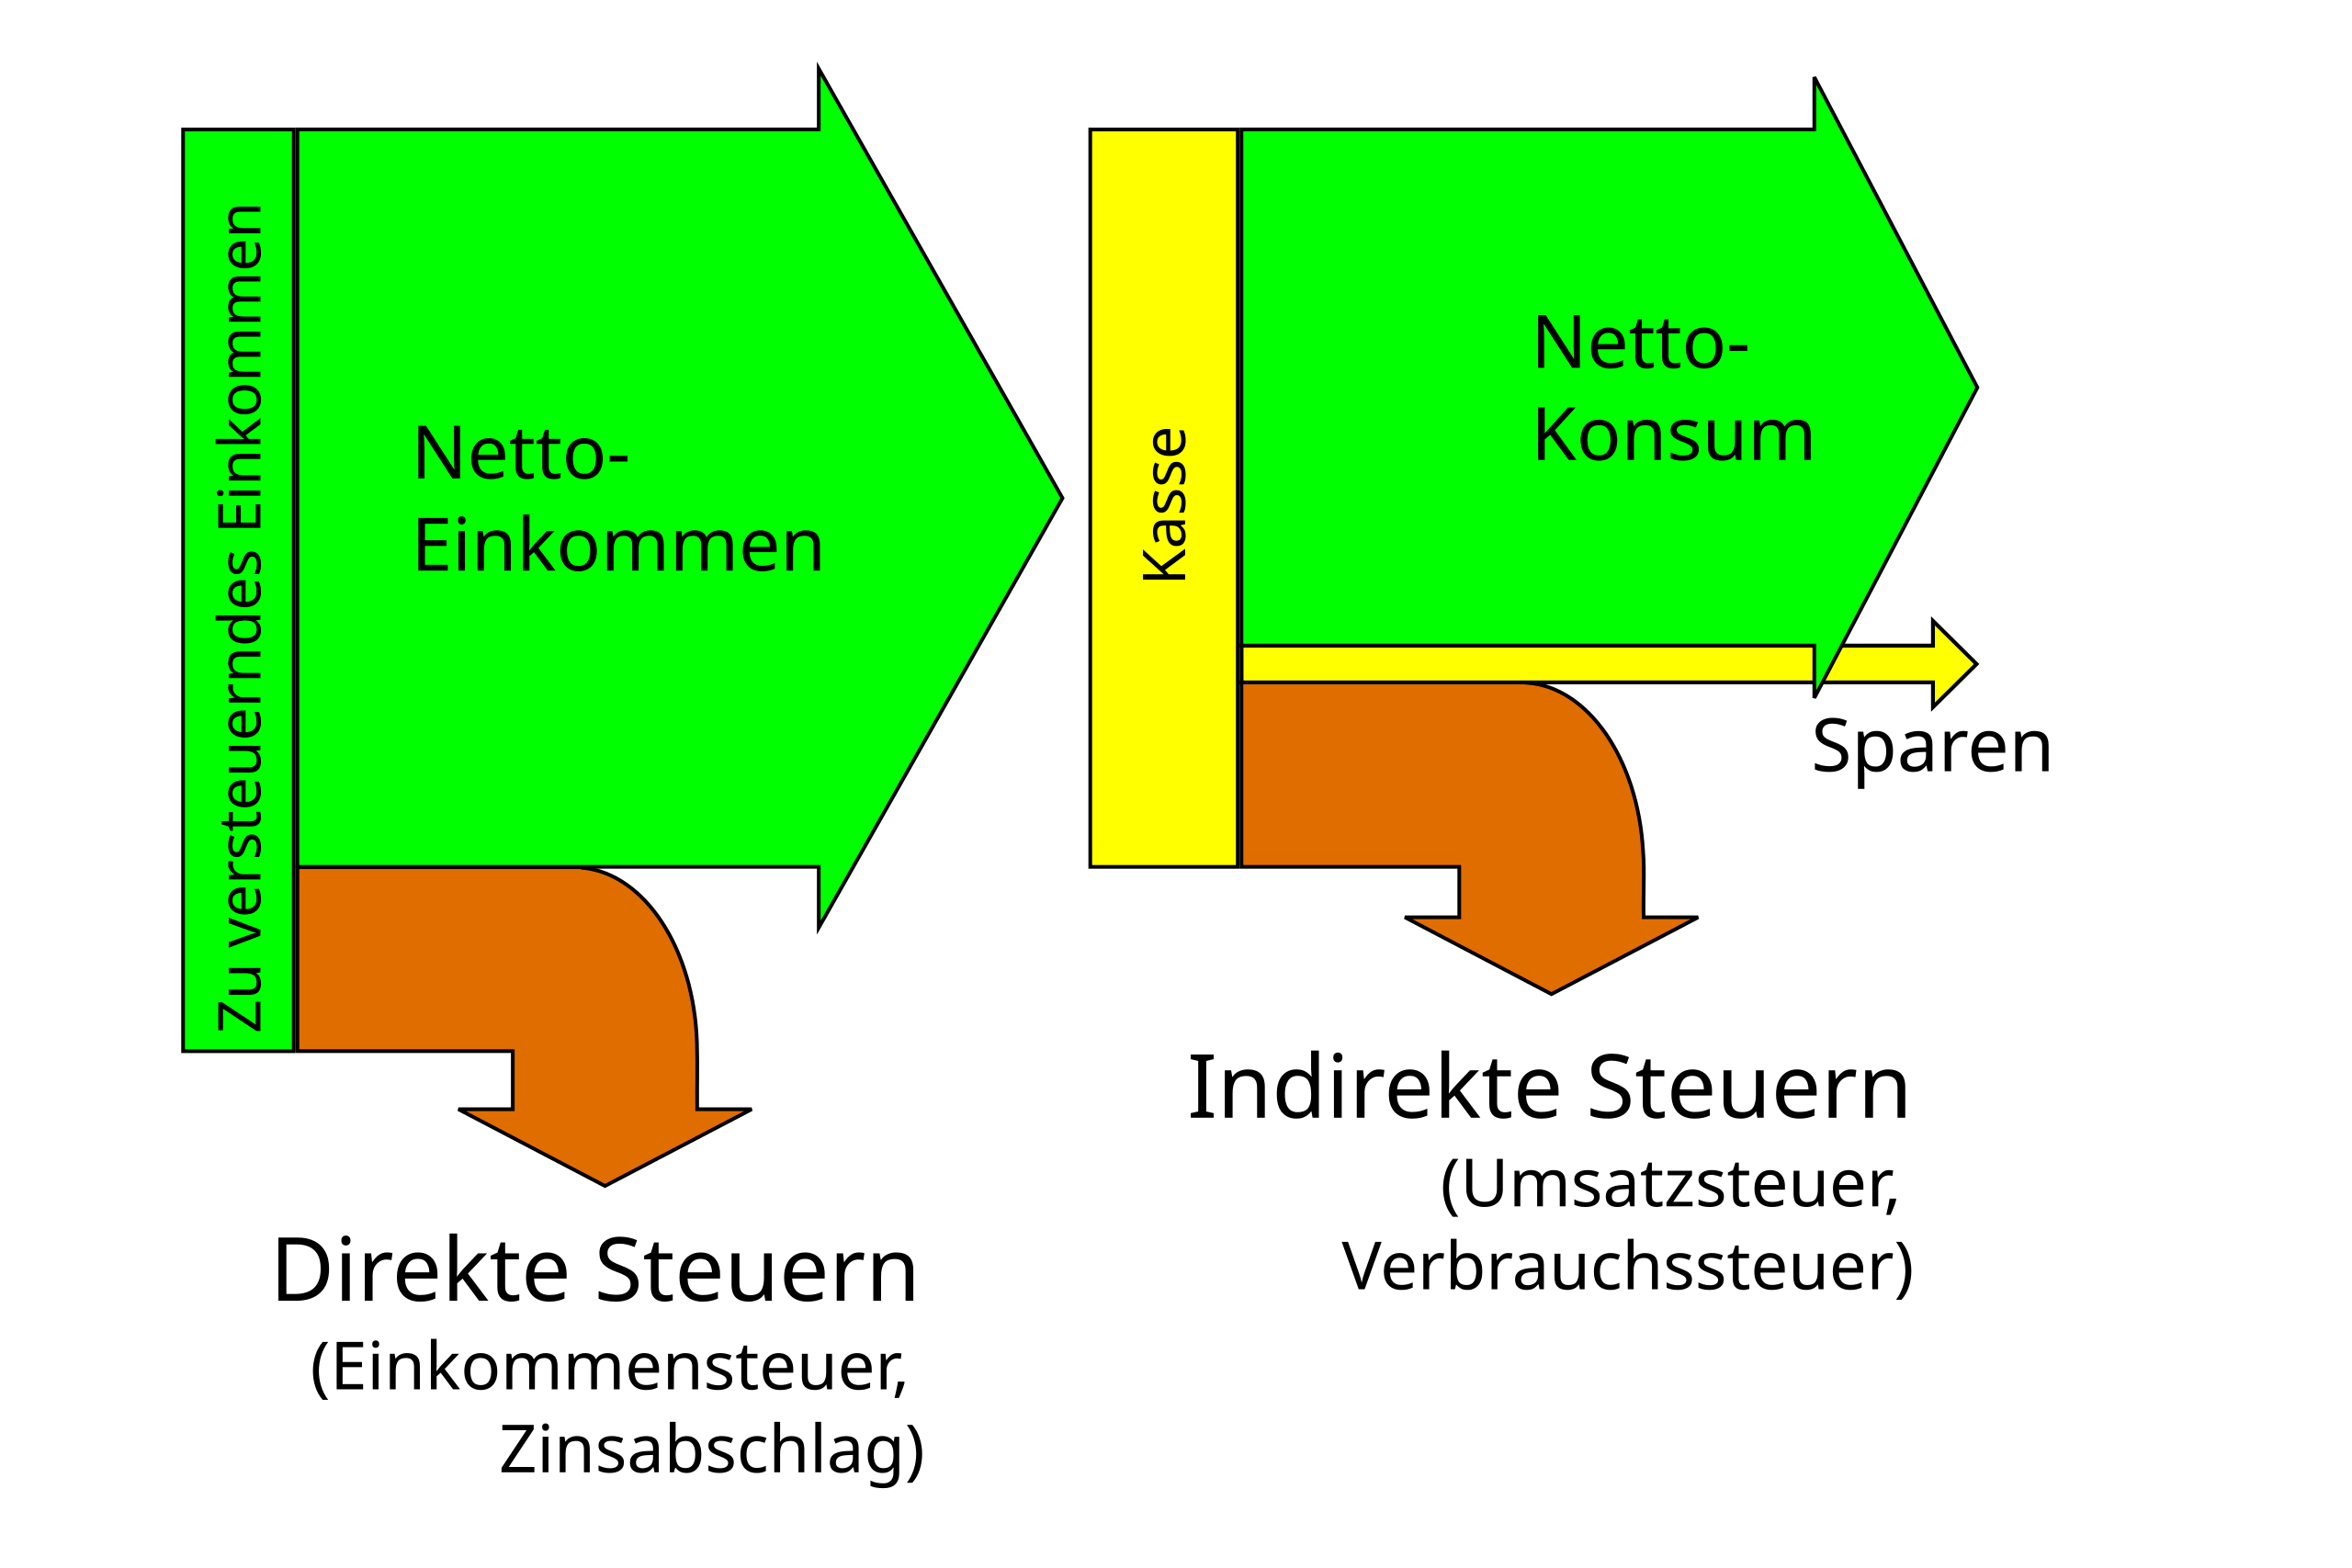 Zu versteuerndes Einkommen
Netto-
Einkommen
Direkte Steuern
(Einkommensteuer,
Zinsabschlag)
Kasse
Netto-
Konsum
Sparen
Indirekte Steuern
(Umsatzsteuer,
Verbrauchssteuer)